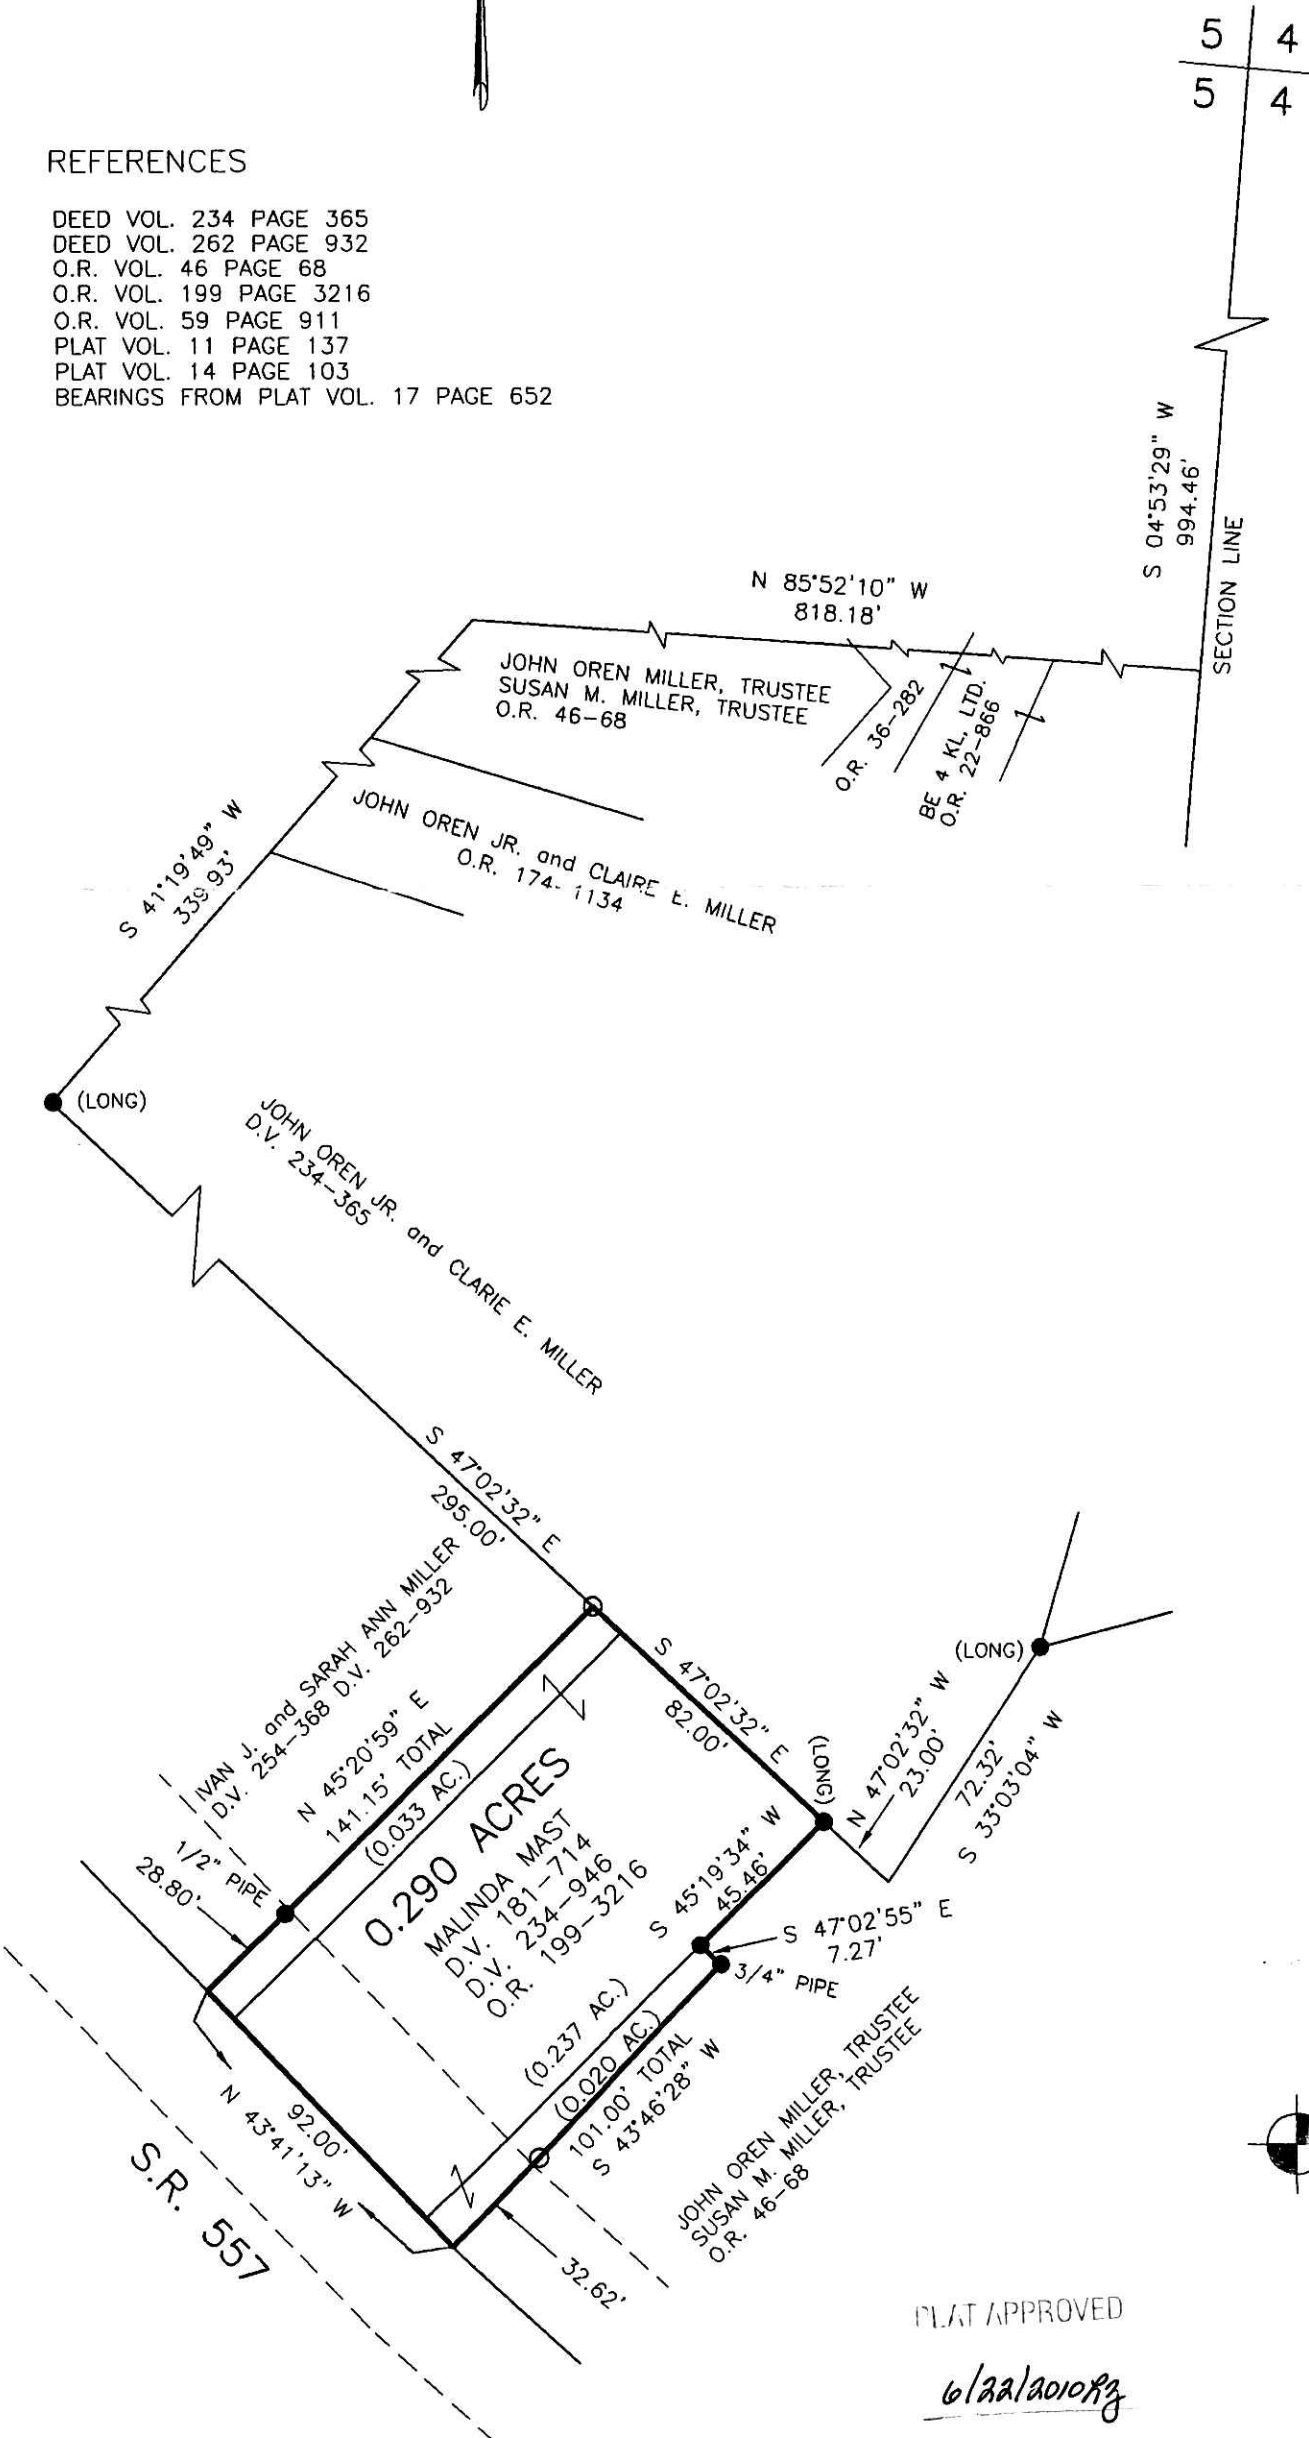 5 4
5 4
REFERENCES
DEED VOL. 234 PAGE 365
DEED VOL. 262 PAGE 932
O.R. VOL. 46 PAGE 68
O.R. VOL. 199 PAGE 3216
O.R. VOL. 59 PAGE 911
PLAT VOL. 11 PAGE 137
PLAT VOL. 14 PAGE 103
BEARINGS FROM PLAT VOL. 17 PAGE 652
S 04°53'29" W
994.46'
SECTION LINE
N 85°52'10" W
818.18'
JOHN OREN MILLER, TRUSTEE
SUSAN M. MILLER, TRUSTEE
O.R. 46-68
O.R. 36-282
BE 4 KL, LTD.
O.R. 22-866
JOHN OREN JR. and CLAIRE E. MILLER
O.R. 174-1134
S 41°19'49" W
339.93'
(LONG)
JOHN OREN JR. and CLARIE E. MILLER
D.V. 234-365
S 47°02'32" E
295.00'
IVAN J. and SARAH ANN MILLER
D.V. 254-368 D.V. 262-932
N 45°20'59" E
141.15' TOTAL
(0.033 AC.)
1/2" PIPE
28.80'
S 47°02'32" E
82.00'
(LONG)
(LONG)
N 47°02'32" W
23.00'
72.32'
S 33°03'04" W
0.290 ACRES
MALINDA MAST
D.V. 181-714
D.V. 234-946
O.R. 199-3216
S 45°19'34" W
45.46'
S 47°02'55" E
7.27'
3/4" PIPE
(0.237 AC.)
(0.020 AC.)
101.00' TOTAL
S 43°46'28" W
JOHN OREN MILLER, TRUSTEE
SUSAN M. MILLER, TRUSTEE
O.R. 46-68
92.00'
N 43°41'13" W
32.62'
S.R. 557
PLAT APPROVED
6/22/2010